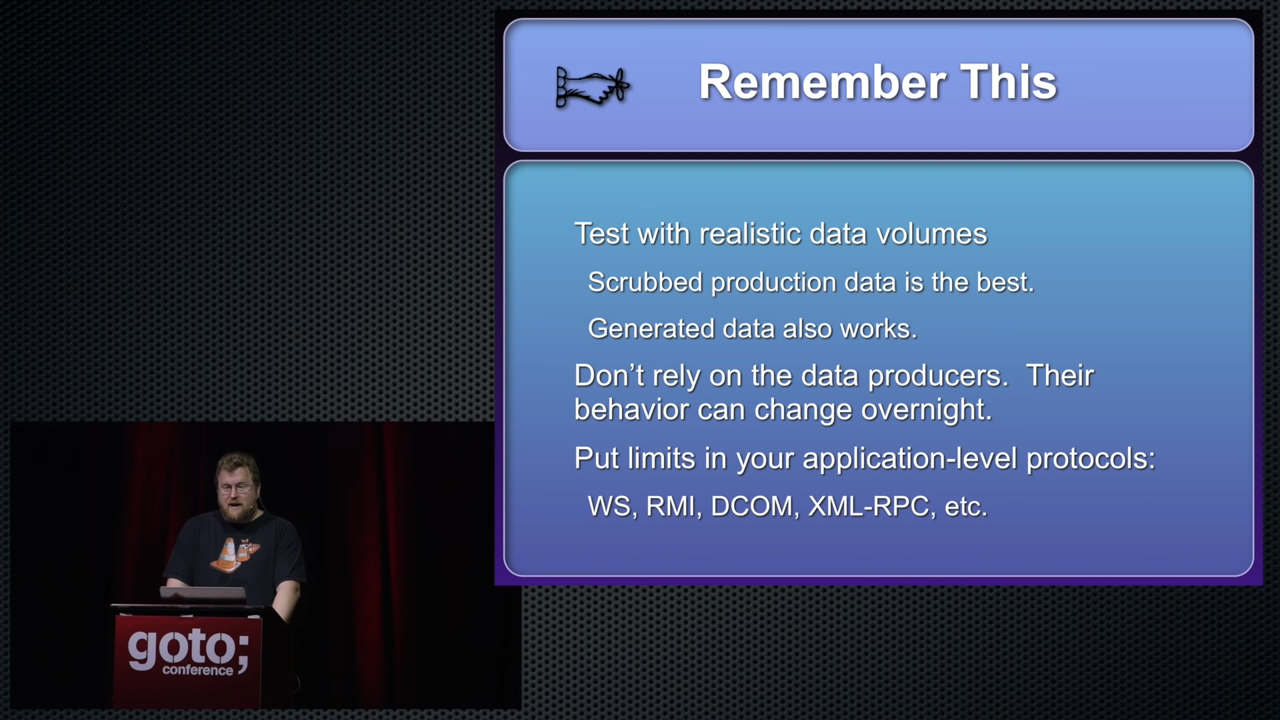 Remember This
Test with realistic data volumes
Scrubbed production data is the best.
Generated data also works.
Don’t rely on the data producers.  Their
behavior can change overnight.
Put limits in your application-level protocols:
WS, RMI, DCOM, XML-RPC, etc.
goto;
conference